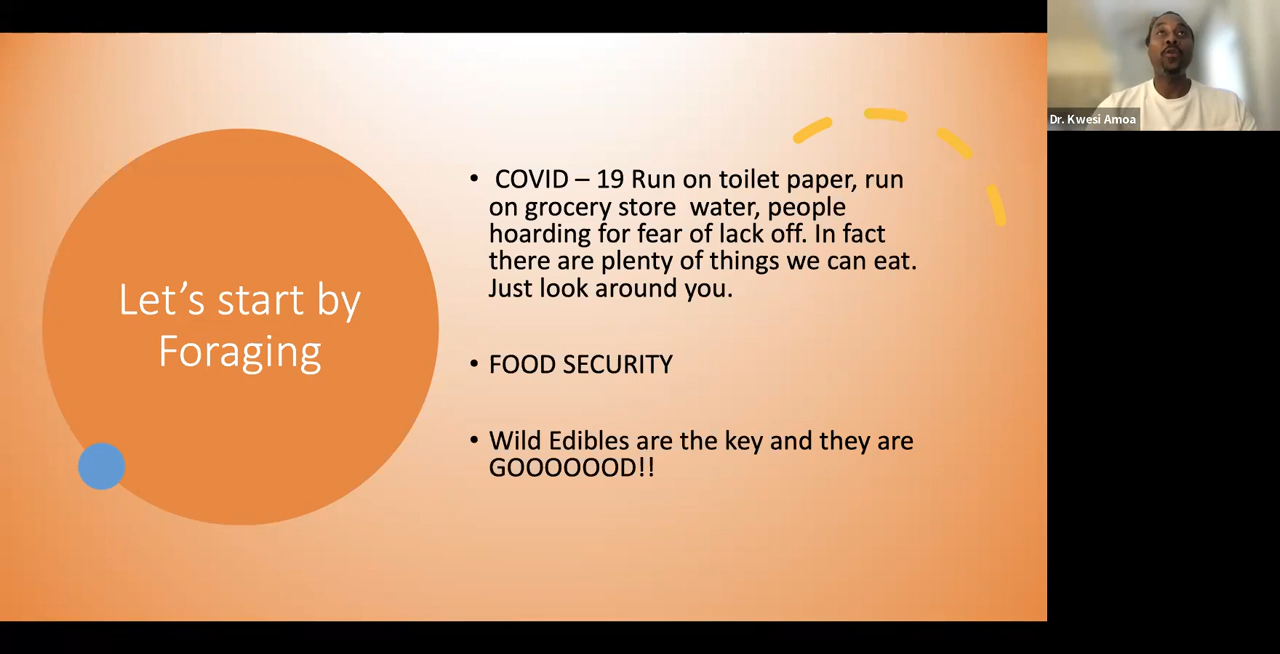 Let's start by
Foraging
• COVID – 19 Run on toilet paper, run
on grocery store water, people
hoarding for fear of lack off. In fact
there are plenty of things we can eat.
Just look around you.
• FOOD SECURITY
• Wild Edibles are the key and they are
GOOOOOOD!!
Dr. Kwesi Amoa